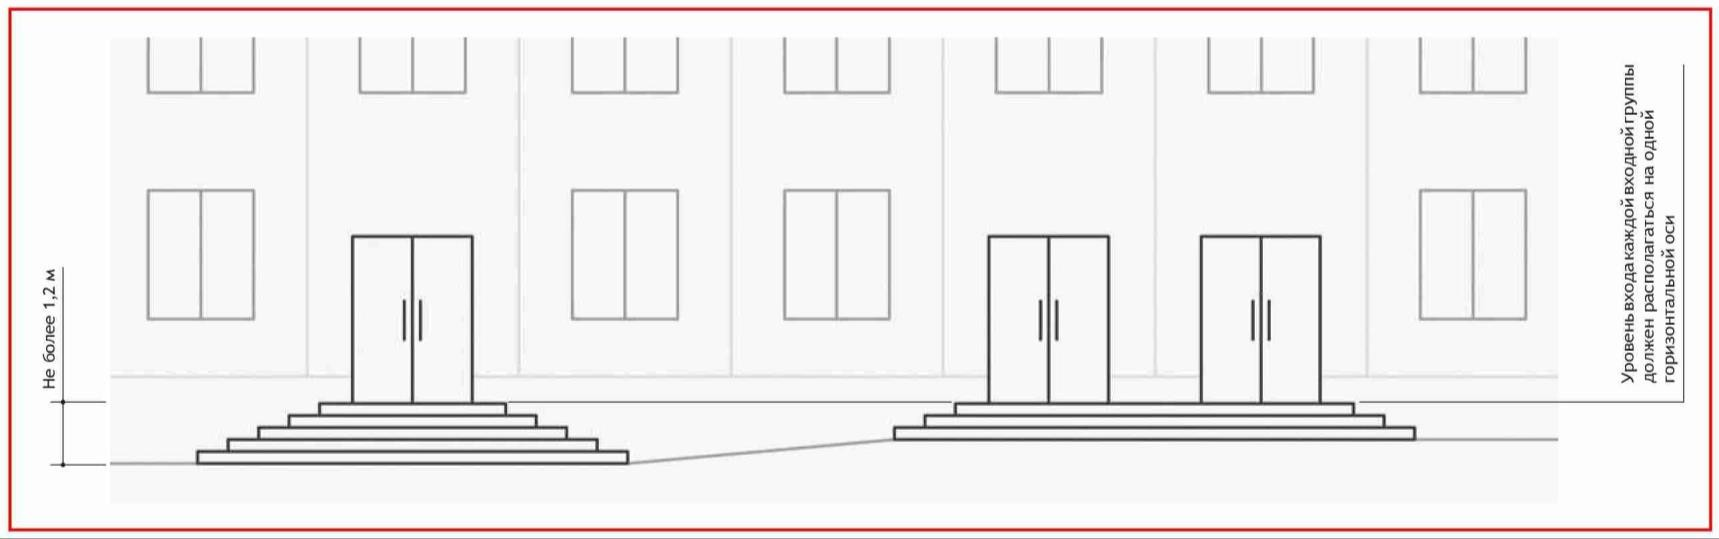 Не более 1,2 м
Уровень входа каждой входной группы
должен располагаться на одной
горизонтальной оси